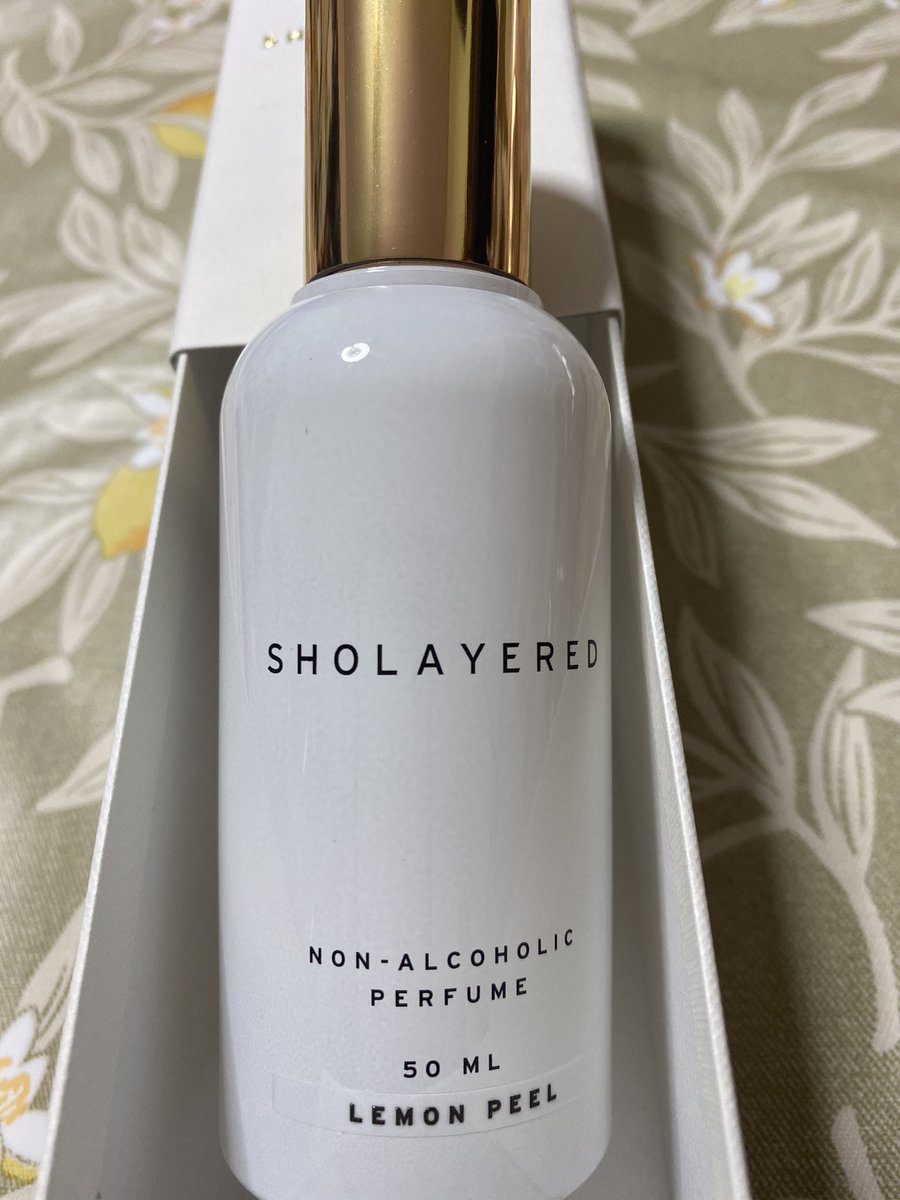 SHOLAYERED
NON-ALCOHOLIC
PERFUME
50 ML
LEMON PEEL